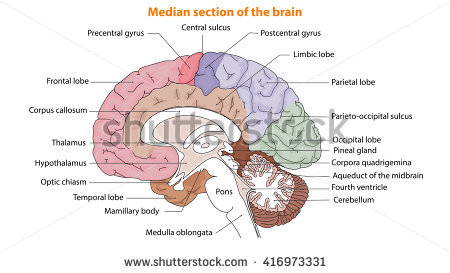 Median section of the brain
Central sulcus
Precentral gyrus
Postcentral gyrus
Limbic lobe
Frontal lobe
Parietal lobe
Corpus callosum
Parieto-occipital sulcus
Thalamus
Occipital lobe
Pineal gland
Hypothalamus
Corpora quadrigemina
Optic chiasm
Aqueduct of the midbrain
Pons
Fourth ventricle
Temporal lobe
Cerebellum
Mamillary body
Medulla oblongata
shutterstock
www.shutterstock.com · 416973331